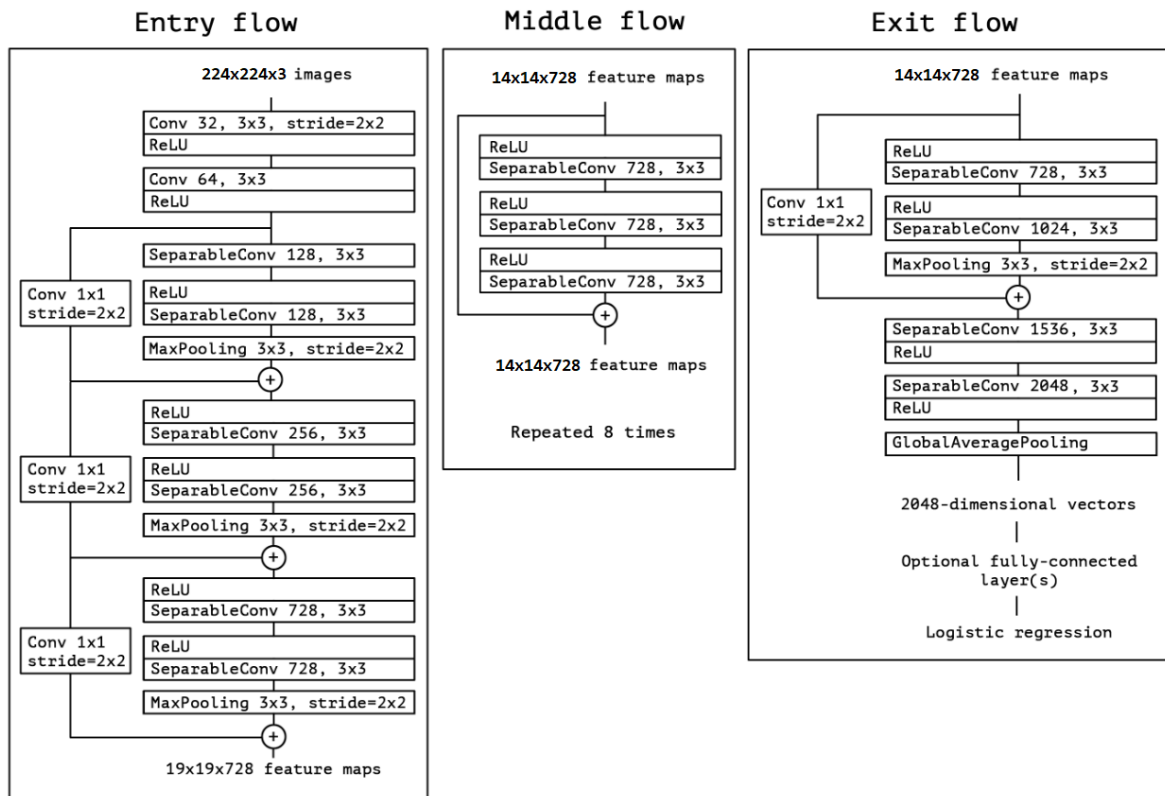 Entry flow
224x224x3 images
Conv 32, 3x3, stride=2x2
ReLU
Conv 64, 3x3
ReLU
SeparableConv 128, 3x3
Conv 1x1
stride=2x2
ReLU
SeparableConv 128, 3x3
MaxPooling 3x3, stride=2x2
+
ReLU
SeparableConv 256, 3x3
Conv 1x1
stride=2x2
ReLU
SeparableConv 256, 3x3
MaxPooling 3x3, stride=2x2
+
ReLU
SeparableConv 728, 3x3
Conv 1x1
stride=2x2
ReLU
SeparableConv 728, 3x3
MaxPooling 3x3, stride=2x2
+
19x19x728 feature maps
Middle flow
14x14x728 feature maps
ReLU
SeparableConv 728, 3x3
ReLU
SeparableConv 728, 3x3
ReLU
SeparableConv 728, 3x3
+
14x14x728 feature maps
Repeated 8 times
Exit flow
14x14x728 feature maps
ReLU
SeparableConv 728, 3x3
Conv 1x1
stride=2x2
ReLU
SeparableConv 1024, 3x3
MaxPooling 3x3, stride=2x2
+
SeparableConv 1536, 3x3
ReLU
SeparableConv 2048, 3x3
ReLU
GlobalAveragePooling
2048-dimensional vectors
Optional fully-connected
layer(s)
Logistic regression